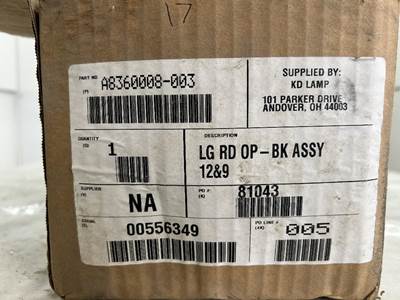 17
PART NO
(P)
A8360008-003
SUPPLIED BY:
KD LAMP
101 PARKER DRIVE
ANDOVER, OH 44003
QUANTITY
(Q)
1
DESCRIPTION
LG RD OP-BK ASSY
12&9
SUPPLIER
(V)
NA
PO #
(K)
81043
SERIAL
(S)
00556349
PO LINE #
(4K)
005